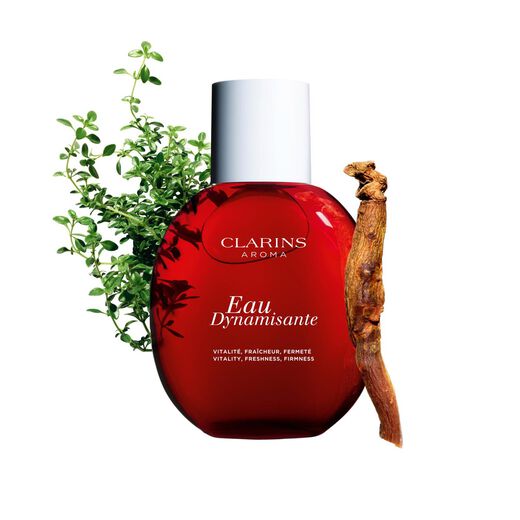 CLARINS
AROMA
Eau
Dynamisante
VITALITÉ, FRAÎCHEUR, FERMETÉ
VITALITY, FRESHNESS, FIRMNESS